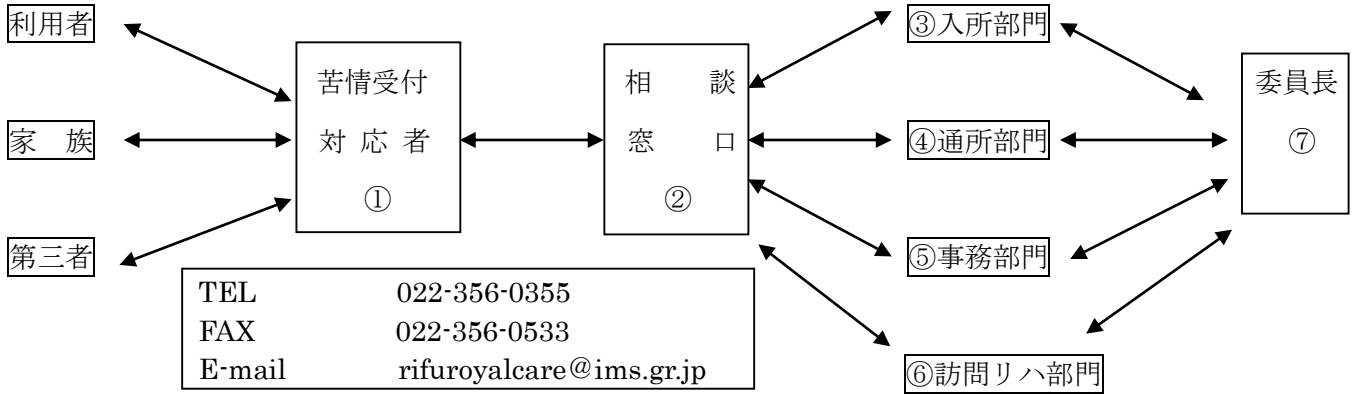 利用者
家　族
第三者
苦情受付
対 応 者
①
相　　談
窓　　口
②
③入所部門
④通所部門
⑤事務部門
⑥訪問リハ部門
委員長
⑦
TEL 022-356-0355
FAX 022-356-0533
E-mail rifuroyalcare@ims.gr.jp